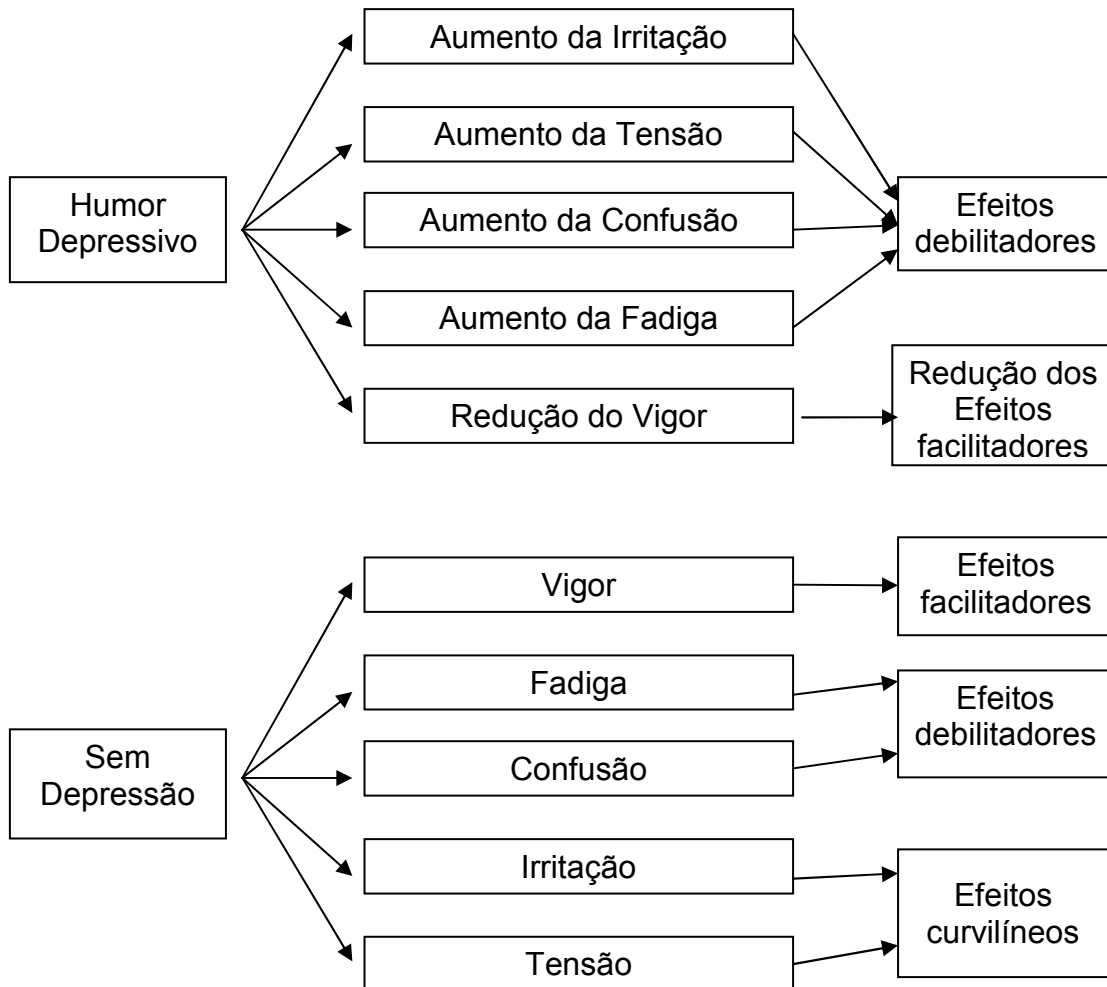 Aumento da Irritação
Aumento da Tensão
Humor
Depressivo
Aumento da Confusão
Efeitos
debilitadores
Aumento da Fadiga
Redução do Vigor
Redução dos
Efeitos
facilitadores
Vigor
Efeitos
facilitadores
Fadiga
Efeitos
debilitadores
Sem
Depressão
Confusão
Irritação
Efeitos
curvilíneos
Tensão